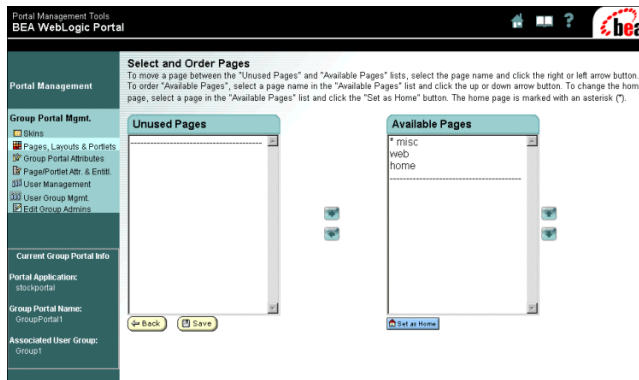 Portal Management Tools
BEA WebLogic Portal
?
bea
Portal Management
Select and Order Pages
To move a page between the "Unused Pages" and "Available Pages" lists, select the page name and click the right or left arrow button.
To order "Available Pages", select a page name in the "Available Pages" list and click the up or down arrow button. To change the hom
page, select a page in the "Available Pages" list and click the "Set as Home" button. The home page is marked with an asterisk (*).
Group Portal Mgmt.
Skins
Pages, Layouts & Portlets
Group Portal Attributes
Page/Portlet Attr. & Entitl.
User Management
User Group Mgmt.
Edit Group Admins
Current Group Portal Info
Portal Application:
stockportal
Group Portal Name:
GroupPortal1
Associated User Group:
Group1
Unused Pages
Back
Save
Available Pages
* misc
web
home
Set as Home